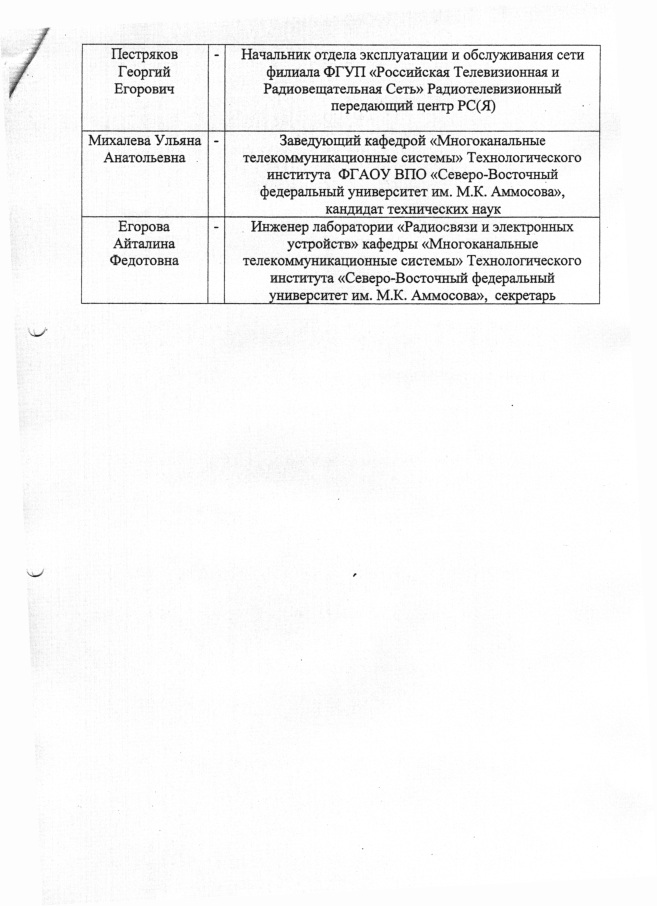 Пестряков
Георгий
Егорович
-
Начальник отдела эксплуатации и обслуживания сети
филиала ФГУП «Российская Телевизионная и
Радиовещательная Сеть» Радиотелевизионный
передающий центр РС(Я)
Михалева Ульяна
Анатольевна
-
Заведующий кафедрой «Многоканальные
телекоммуникационные системы» Технологического
института ФГАОУ ВПО «Северо-Восточный
федеральный университет им. М.К. Аммосова»,
кандидат технических наук
Егорова
Айталина
Федотовна
-
Инженер лаборатории «Радиосвязи и электронных
устройств» кафедры «Многоканальные
телекоммуникационные системы» Технологического
института «Северо-Восточный федеральный
университет им. М.К. Аммосова», секретарь